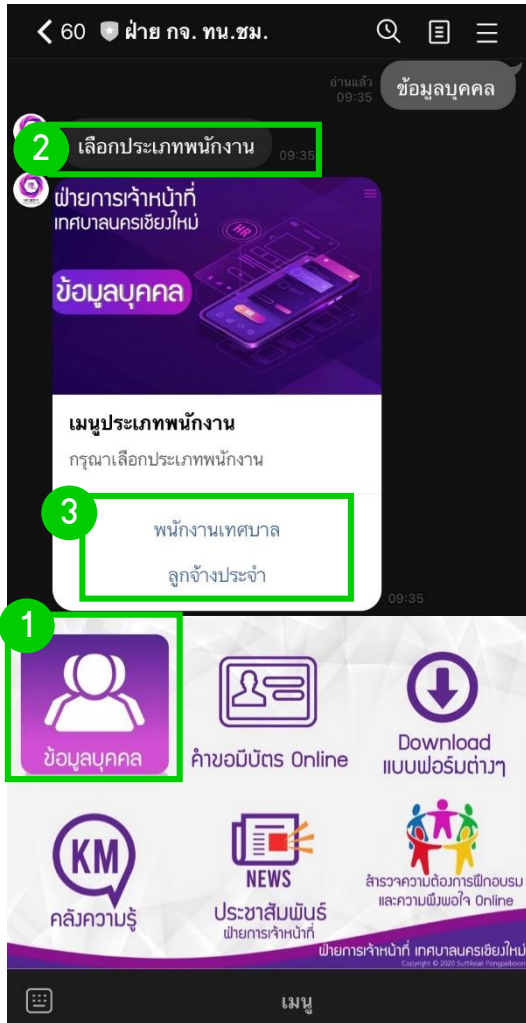 60 ฝ่าย กจ. ทน.ชม.
อ่านแล้ว
09:35
ข้อมูลบุคคล
2
เลือกประเภทพนักงาน
09:35
ฝ่ายการเจ้าหน้าที่
เทศบาลนครเชียงใหม่
HR
ข้อมูลบุคคล
เมนูประเภทพนักงาน
กรุณาเลือกประเภทพนักงาน
3
พนักงานเทศบาล
ลูกจ้างประจำ
09:35
1
ข้อมูลบุคคล
คำขอมีบัตร Online
Download
แบบฟอร์มต่างๆ
KM
คลังความรู้
NEWS
ประชาสัมพันธ์
ฝ่ายการเจ้าหน้าที่
สำรวจความต้องการฝึกอบรม
และความพึงพอใจ Online
ฝ่ายการเจ้าหน้าที่ เทศบาลนครเชียงใหม่
Copyright © 2020 Suttikeat Pongpaiboon
เมนู